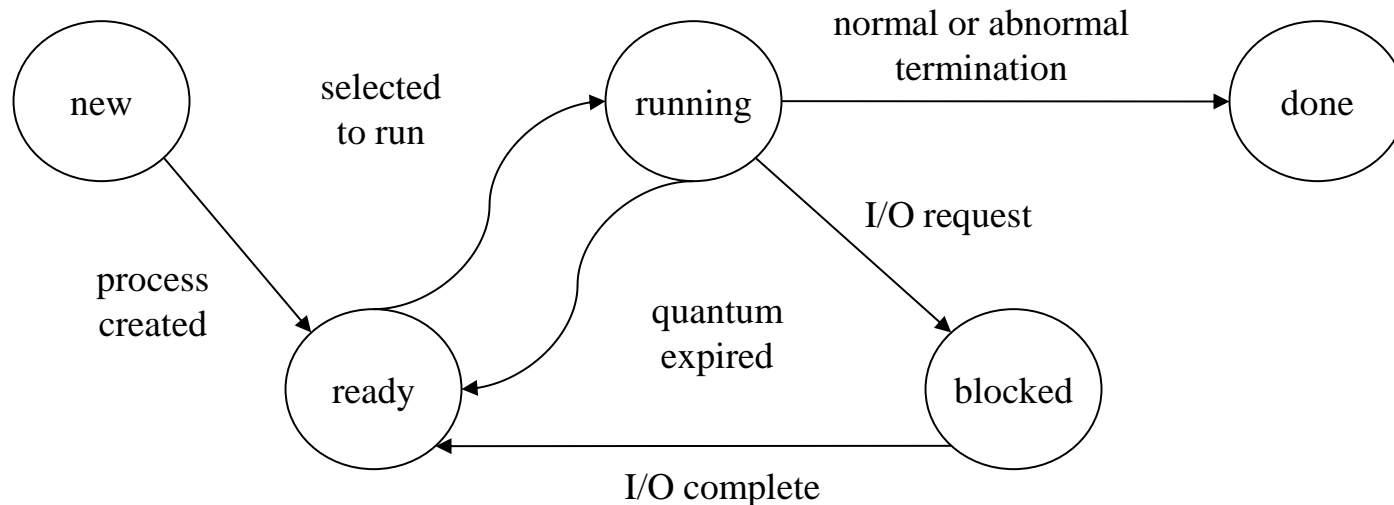 normal or abnormal
termination
new
selected
to run
running
done
I/O request
process
created
quantum
expired
ready
blocked
I/O complete